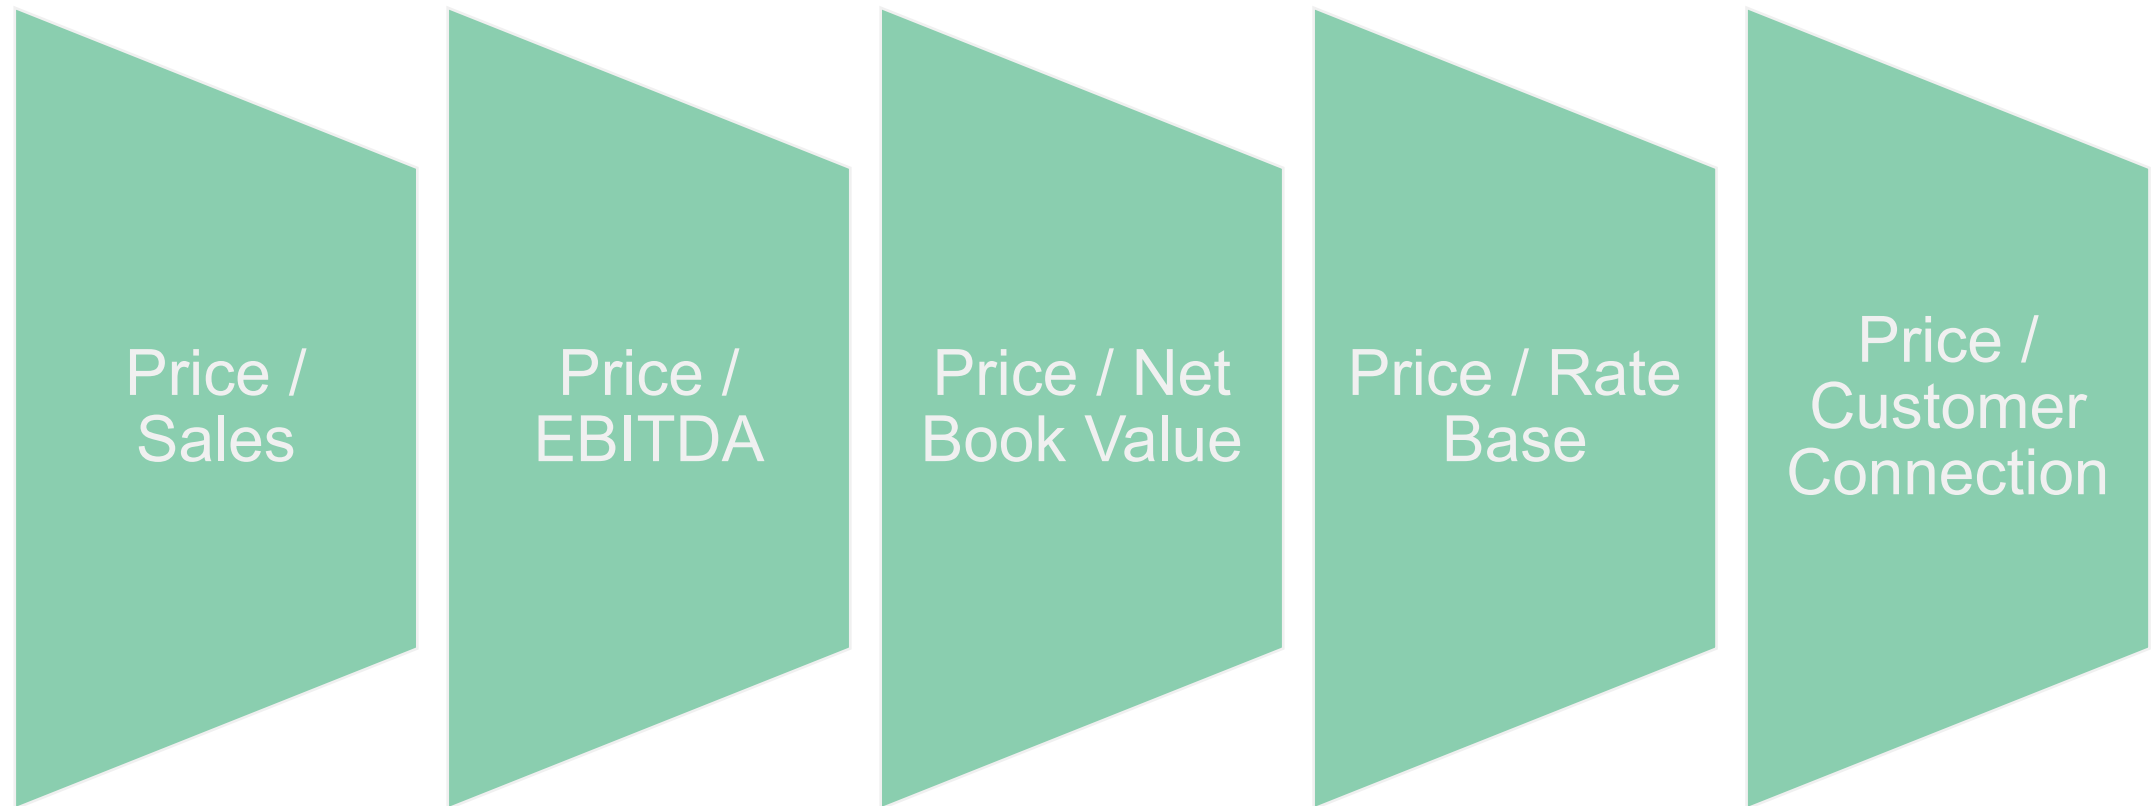 Price /
Sales
Price /
EBITDA
Price / Net
Book Value
Price / Rate
Base
Price /
Customer
Connection